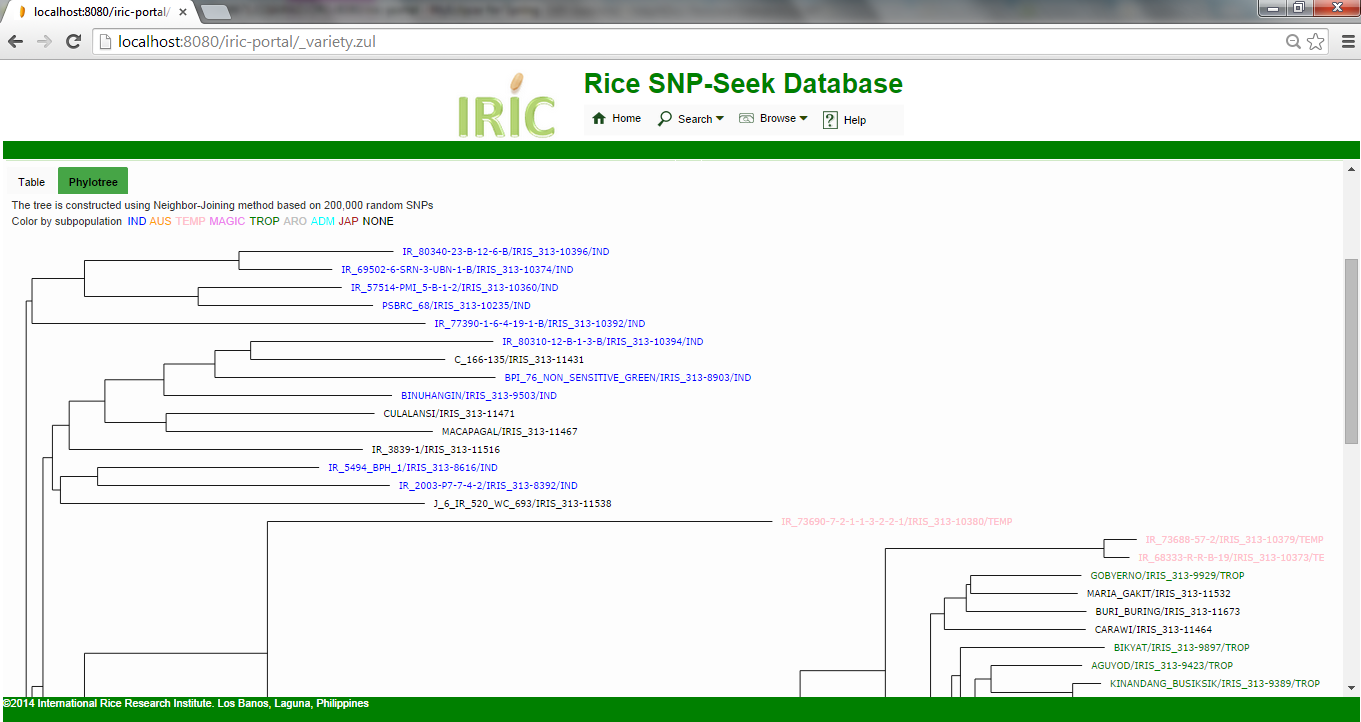 localhost:8080/iric-portal/
localhost:8080/iric-portal/_variety.zul
IRIC
Rice SNP-Seek Database
Home Search Browse Help
Table Phylotree
The tree is constructed using Neighbor-Joining method based on 200,000 random SNPs
Color by subpopulation IND AUS TEMP MAGIC TROP ARO ADM JAP NONE
IR_80340-23-B-12-6-B/IRIS_313-10396/IND
IR_69502-6-SRN-3-UBN-1-B/IRIS_313-10374/IND
IR_57514-PMI_5-B-1-2/IRIS_313-10360/IND
PSBRC_68/IRIS_313-10235/IND
IR_77390-1-6-4-19-1-B/IRIS_313-10392/IND
IR_80310-12-B-1-3-B/IRIS_313-10394/IND
C_166-135/IRIS_313-11431
BPI_76_NON_SENSITIVE_GREEN/IRIS_313-8903/IND
BINUHANGIN/IRIS_313-9503/IND
CULALANSI/IRIS_313-11471
MACAPAGAL/IRIS_313-11467
IR_3839-1/IRIS_313-11516
IR_5494_BPH_1/IRIS_313-8616/IND
IR_2003-P7-7-4-2/IRIS_313-8392/IND
J_6_IR_520_WC_693/IRIS_313-11538
IR_73690-7-2-1-1-3-2-2-1/IRIS_313-10380/TEMP
IR_73688-57-2/IRIS_313-10379/TEMP
IR_68333-R-R-B-19/IRIS_313-10373/TE
GOBYERNO/IRIS_313-9929/TROP
MARIA_GAKIT/IRIS_313-11532
BURI_BURING/IRIS_313-11673
CARAWI/IRIS_313-11464
BIKYAT/IRIS_313-9897/TROP
AGUYOD/IRIS_313-9423/TROP
KINANDANG_BUSIKSIK/IRIS_313-9389/TROP
©2014 International Rice Research Institute. Los Banos, Laguna, Philippines